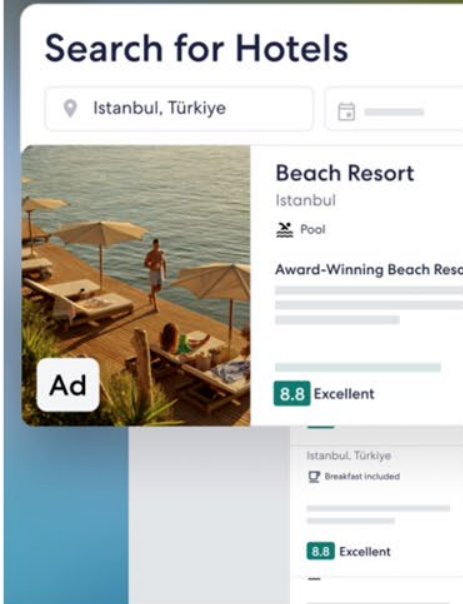 Search for Hotels
Istanbul, Türkiye
Beach Resort
Istanbul
Pool
Award-Winning Beach
Ad
8.8 Excellent
Istanbul, Türkiye
Breakfast included
8.8 Excellent